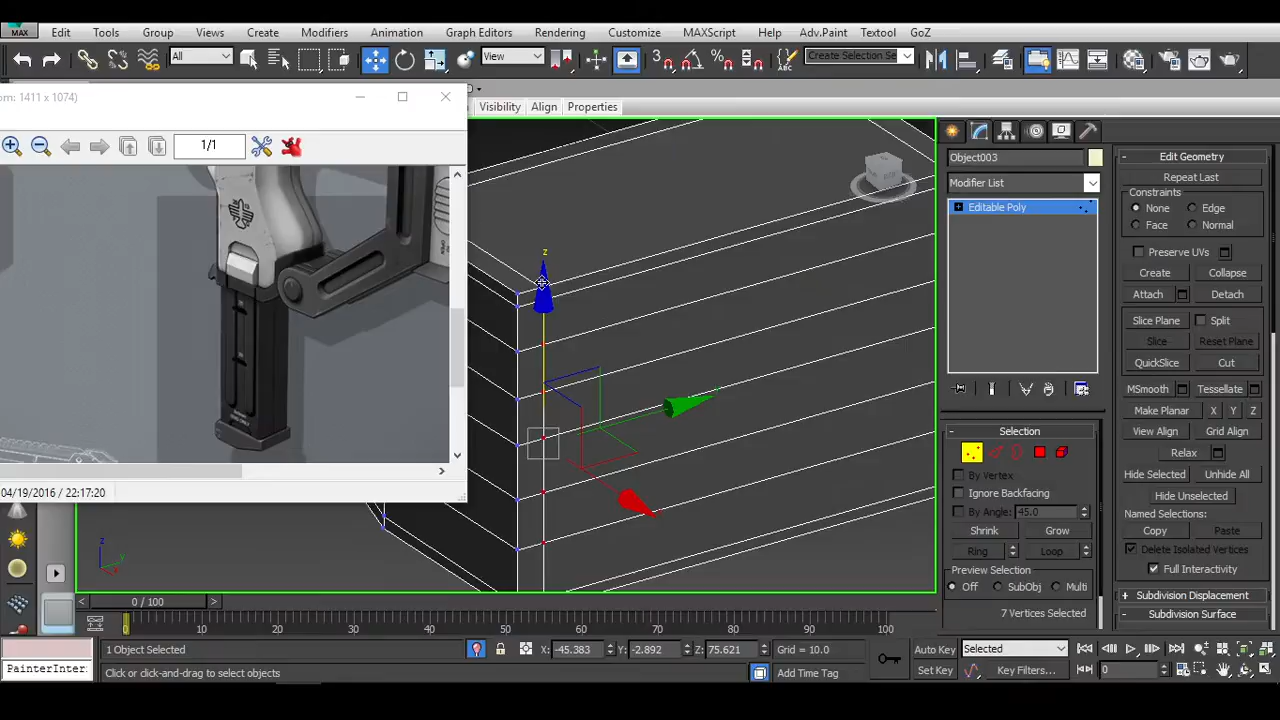 MAX
Edit Tools Group Views Create Modifiers Animation Graph Editors Rendering Customize MAXScript Help Adv.Paint Textool GoZ
All View 3 Create Selection Se
om: 1411 x 1074)
Visibility Align Properties
1/1
04/19/2016 / 22:17:20
z
z
y
Object003
Modifier List
Editable Poly
Selection
By Vertex
Ignore Backfacing
By Angle: 45.0
Shrink Grow
Ring Loop
Preview Selection
Off SubObj Multi
7 Vertices Selected
Edit Geometry
Repeat Last
Constraints
None Edge
Face Normal
Preserve UVs
Create Collapse
Attach Detach
Slice Plane Split
Slice Reset Plane
QuickSlice Cut
MSmooth Tessellate
Make Planar X Y Z
View Align Grid Align
Relax
Hide Selected Unhide All
Hide Unselected
Named Selections:
Copy Paste
Delete Isolated Vertices
Full Interactivity
Subdivision Displacement
Subdivision Surface
< 0 / 100 >
0 10 20 30 40 50 60 70 80 90 100
1 Object Selected X: -45.383 Y: -2.892 Z: 75.621 Grid = 10.0 Auto Key Selected
PainterInter Click or click-and-drag to select objects Add Time Tag Set Key Key Filters... 0